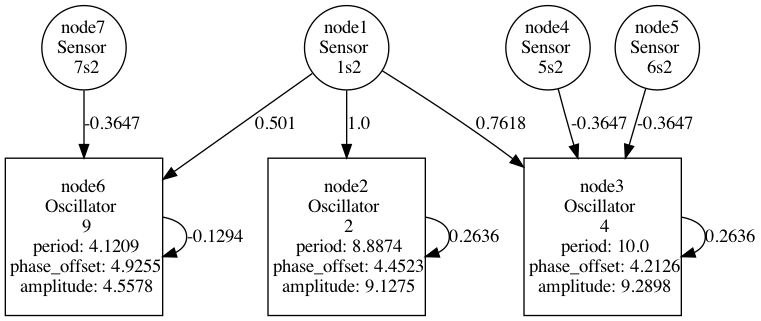 node7
Sensor
7s2
node1
Sensor
1s2
node4
Sensor
5s2
node5
Sensor
6s2
-0.3647
0.501
1.0
0.7618
-0.3647
-0.3647
node6
Oscillator
9
period: 4.1209
phase_offset: 4.9255
amplitude: 4.5578
-0.1294
node2
Oscillator
2
period: 8.8874
phase_offset: 4.4523
amplitude: 9.1275
0.2636
node3
Oscillator
4
period: 10.0
phase_offset: 4.2126
amplitude: 9.2898
0.2636